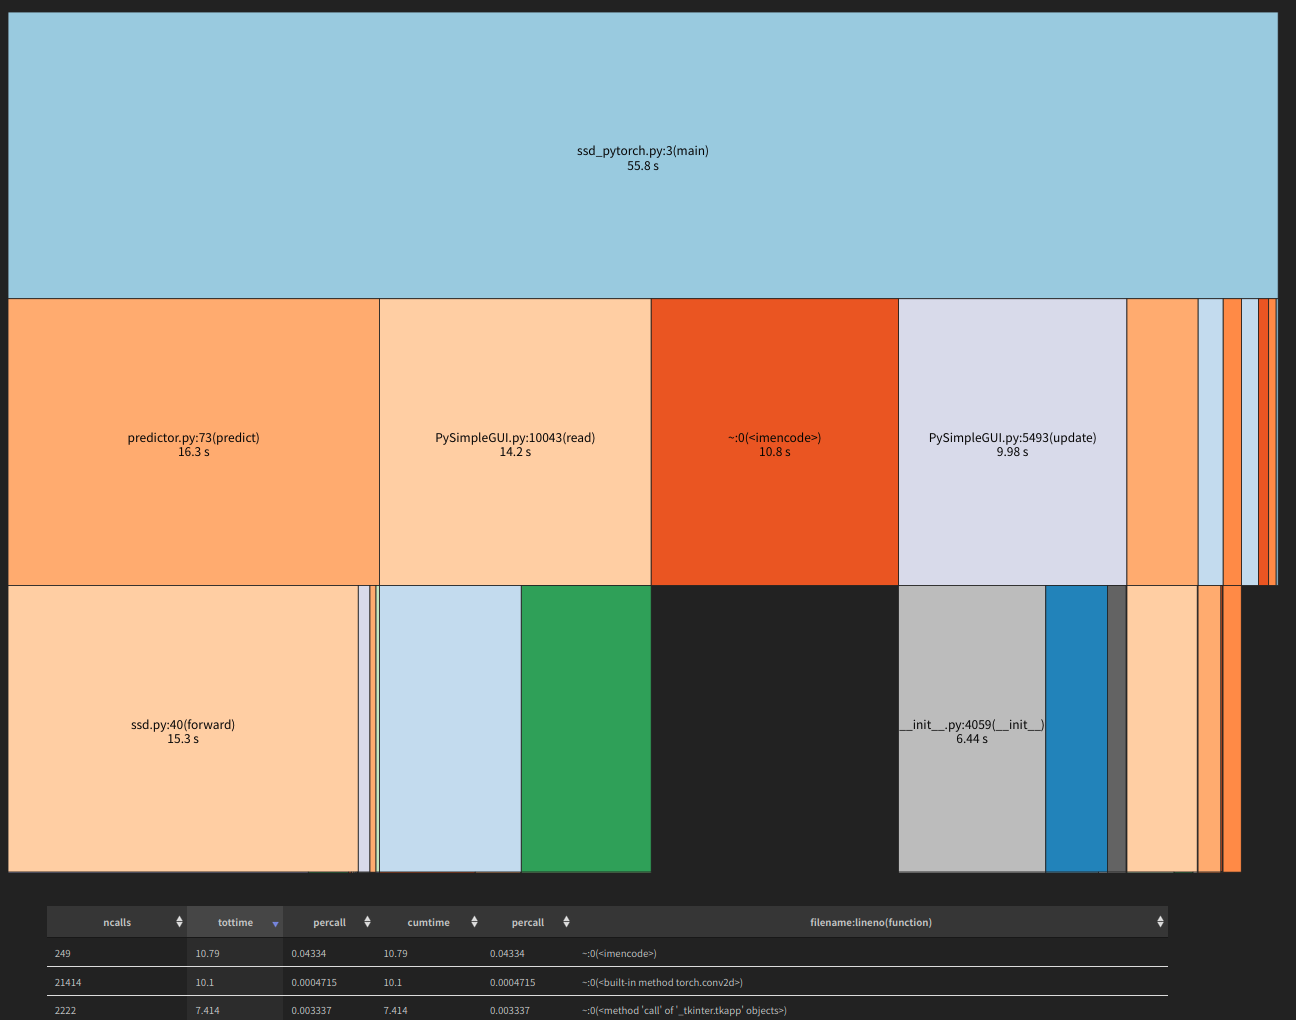 ssd_pytorch.py:3(main)
55.8 s
predictor.py:73(predict)
16.3 s
PySimpleGUI.py:10043(read)
14.2 s
~:0(<imencode>)
10.8 s
PySimpleGUI.py:5493(update)
9.98 s
ssd.py:40(forward)
15.3 s
__init__.py:4059(__init__)
6.44 s
ncalls tottime percall cumtime percall filename:lineno(function)
249 10.79 0.04334 10.79 0.04334 ~:0(<imencode>)
21414 10.1 0.0004715 10.1 0.0004715 ~:0(<built-in method torch.conv2d>)
2222 7.414 0.003337 7.414 0.003337 ~:0(<method 'call' of '_tkinter.tkapp' objects>)